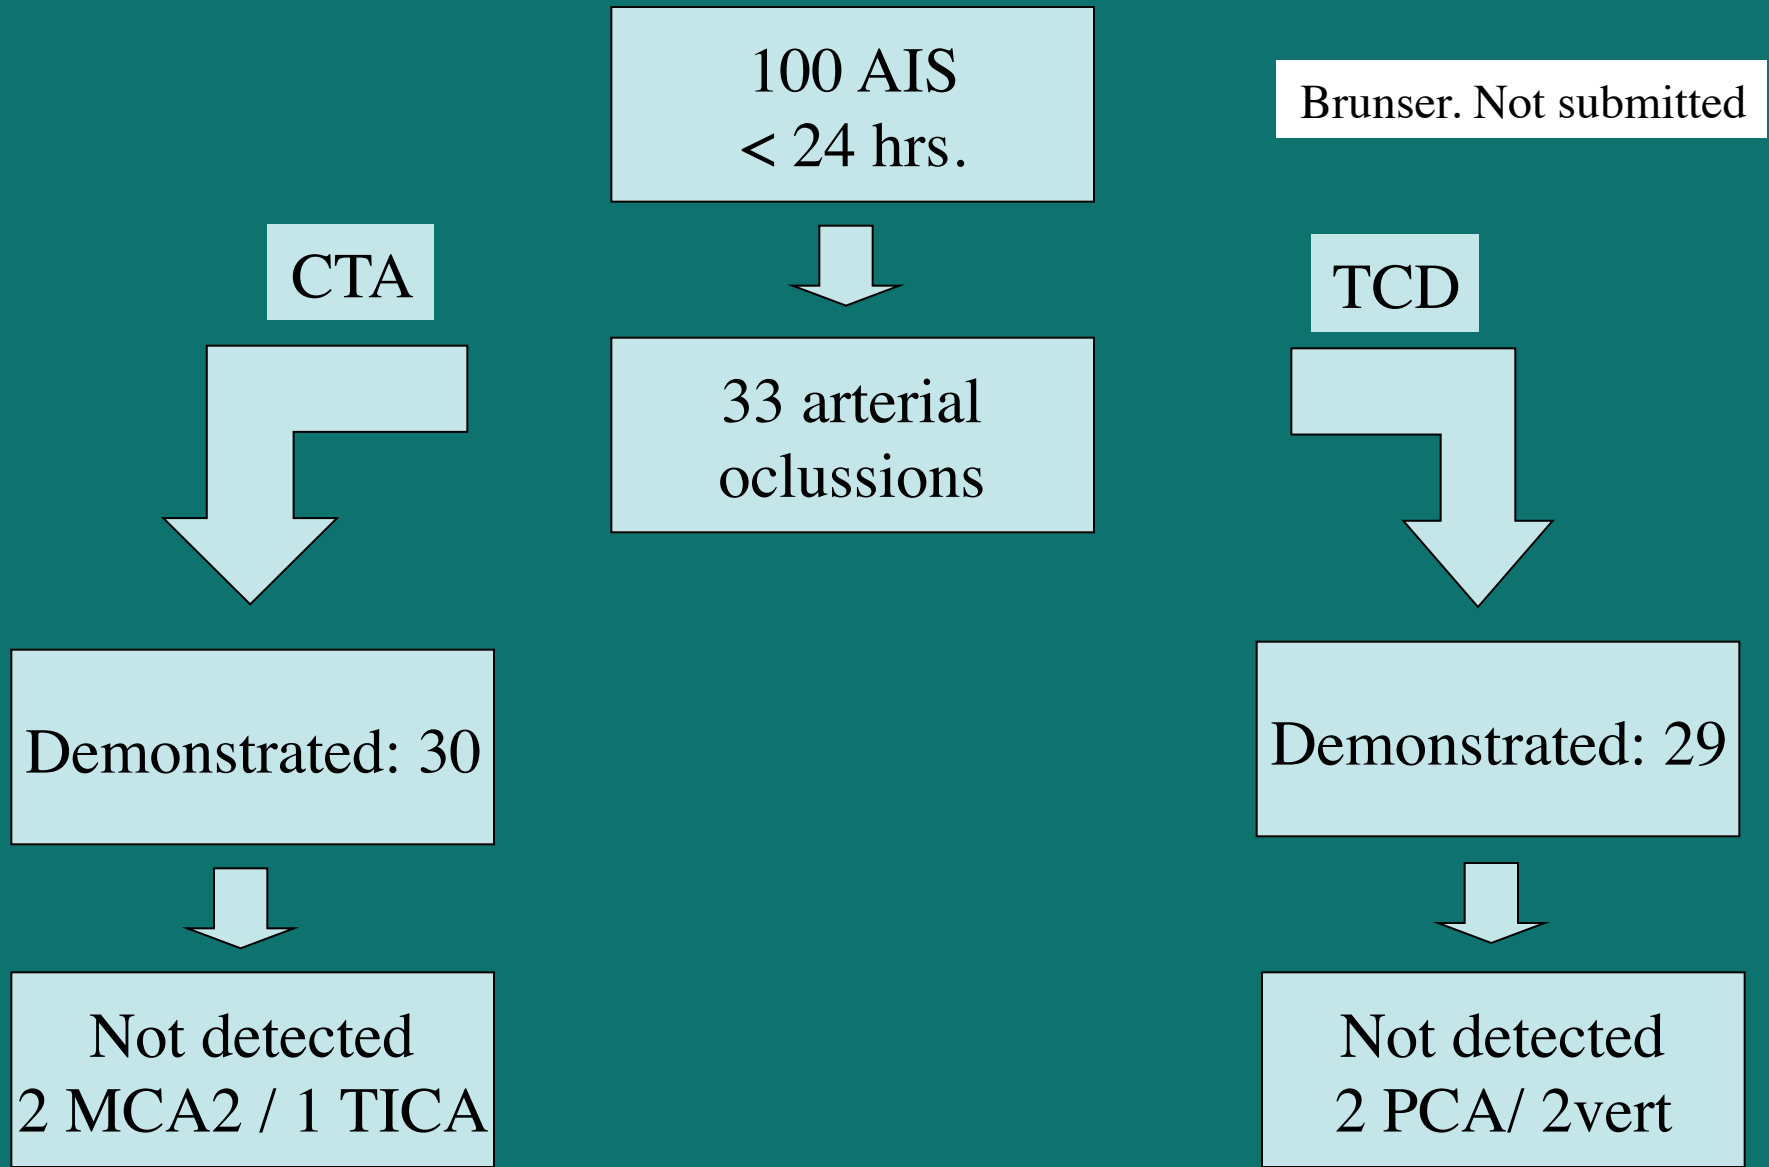 100 AIS
< 24 hrs.
Brunser. Not submitted
CTA
TCD
33 arterial
oclussions
Demonstrated: 30
Demonstrated: 29
Not detected
2 MCA2 / 1 TICA
Not detected
2 PCA/ 2vert